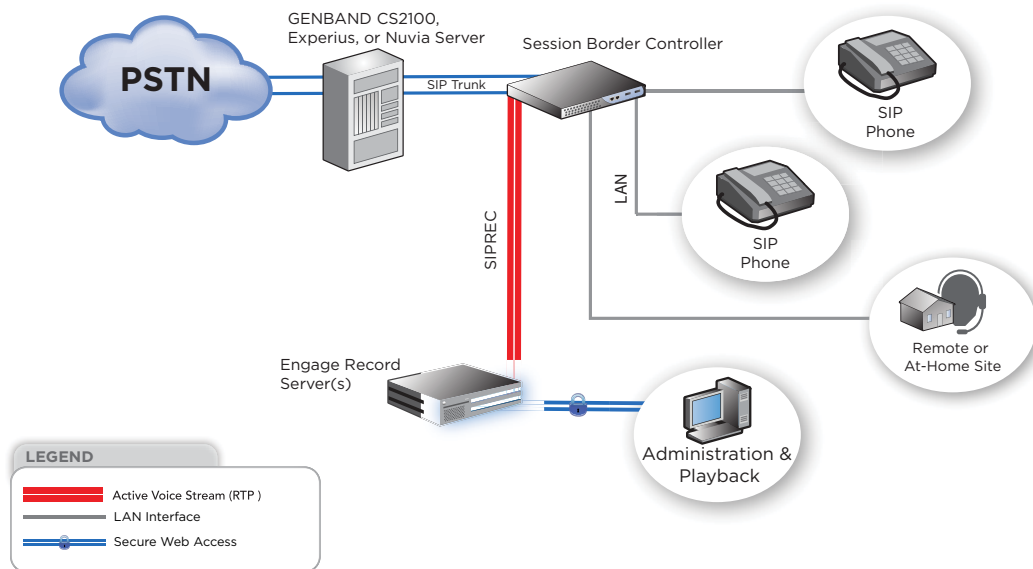 GENBAND CS2100,
Experius, or Nuvia Server
Session Border Controller
PSTN
SIP Trunk
SIP
Phone
LAN
SIP
Phone
SIPREC
Remote or
At-Home Site
Engage Record
Server(s)
Administration &
Playback
LEGEND
Active Voice Stream (RTP )
LAN Interface
Secure Web Access